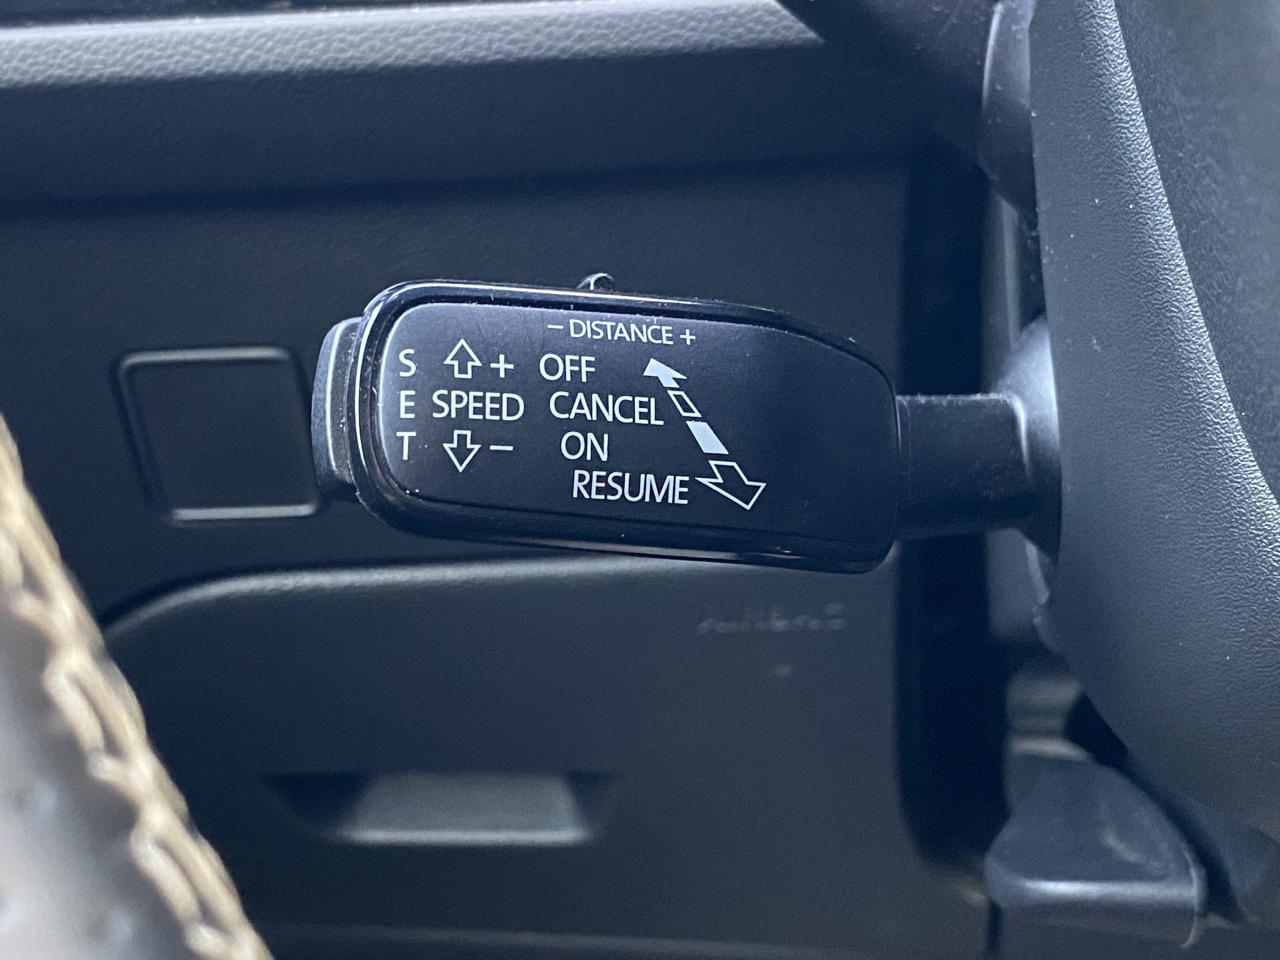 - DISTANCE +
S + OFF
E SPEED CANCEL
T - ON
RESUME